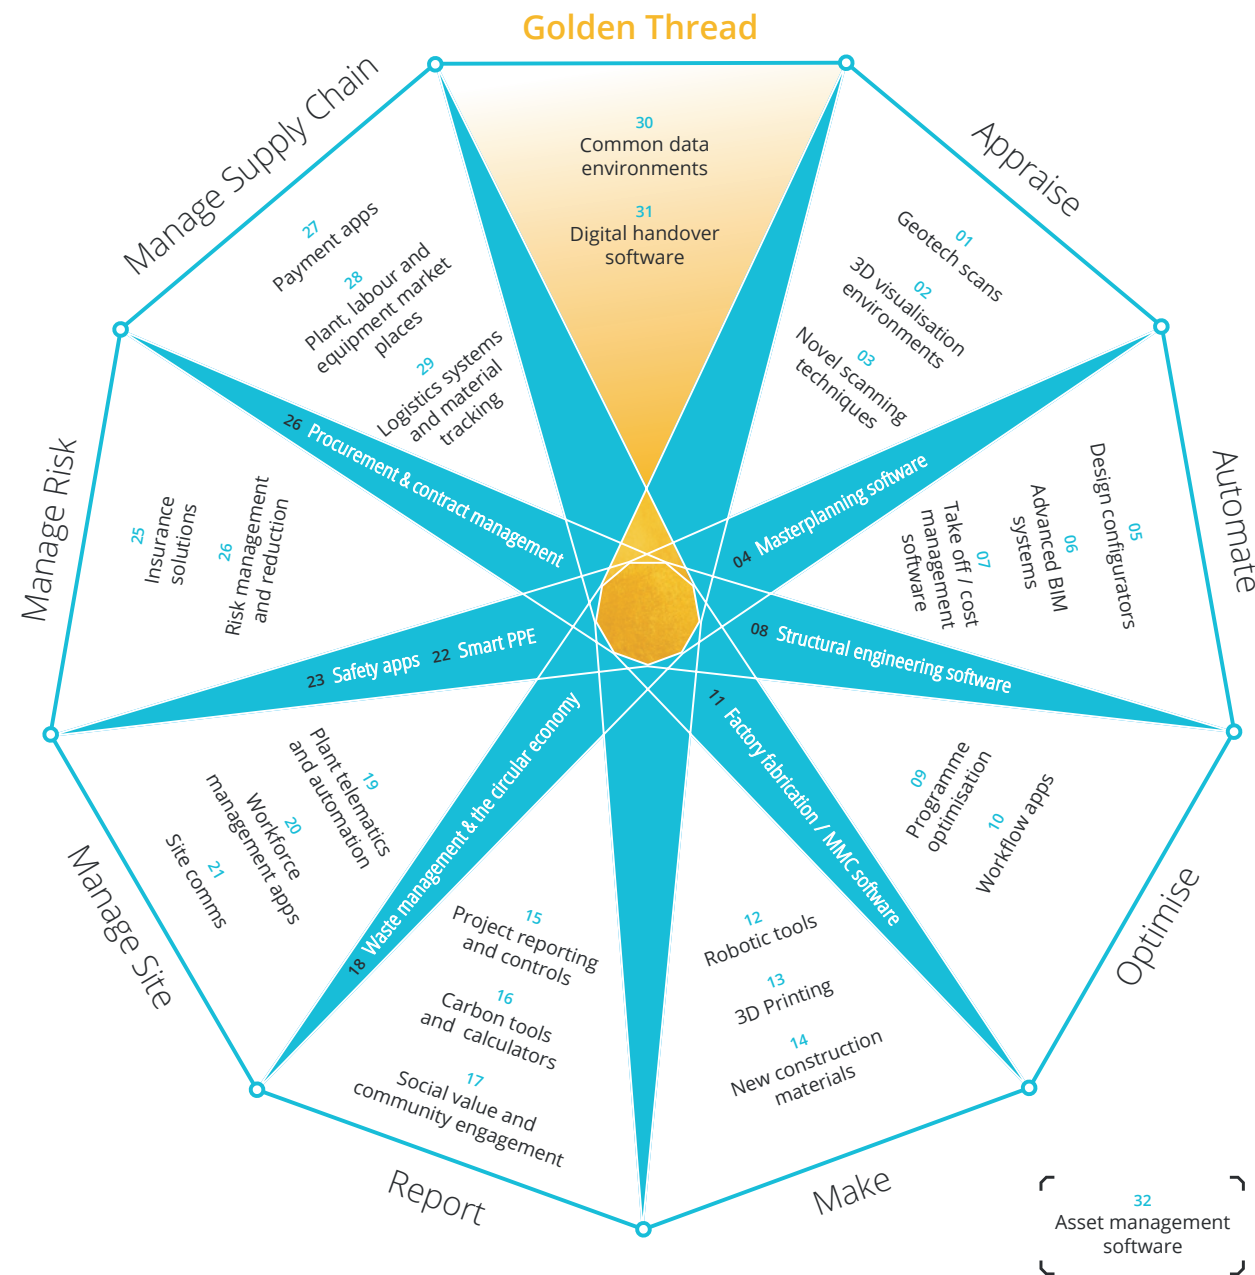 Golden Thread
30
Common data
environments
31
Digital handover
software
Appraise
01
Geotech scans
02
3D visualisation
environments
03
Novel scanning
techniques
04 Masterplanning software
Automate
05
Design configurators
06
Advanced BIM
systems
07
Take off / cost
management
software
08 Structural engineering software
Optimise
09
Programme
optimisation
10
Workflow apps
11 Factory fabrication / MMC software
Make
12
Robotic tools
13
3D Printing
14
New construction
materials
Report
15
Project reporting
and controls
16
Carbon tools
and calculators
17
Social value and
community engagement
18 Waste management & the circular economy
Manage Site
19
Plant telematics
and automation
20
Workforce
management apps
21
Site comms
23 Safety apps 22 Smart PPE
Manage Risk
25
Insurance
solutions
26
Risk management
and reduction
26 Procurement & contract management
Manage Supply Chain
27
Payment apps
28
Plant, labour and
equipment market
places
29
Logistics systems
and material
tracking
32
Asset management
software